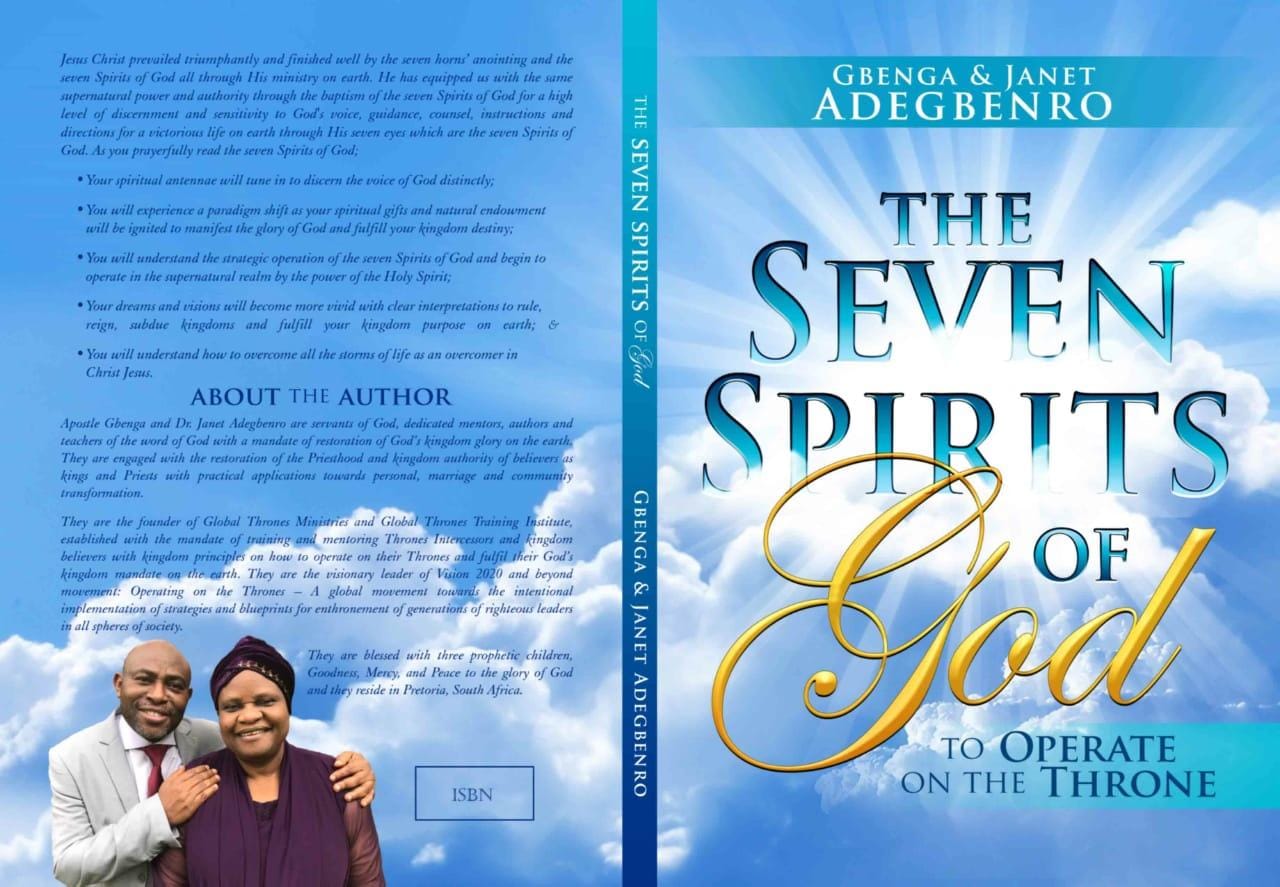 Jesus Christ prevailed triumphantly and finished well by the seven horns' anointing and the
seven Spirits of God all through His ministry on earth. He has equipped us with the same
supernatural power and authority through the baptism of the seven Spirits of God for a high
level of discernment and sensitivity to God's voice, guidance, counsel, instructions and
directions for a victorious life on earth through His seven eyes which are the seven Spirits of
God. As you prayerfully read the seven Spirits of God;
• Your spiritual antennae will tune in to discern the voice of God distinctly;
• You will experience a paradigm shift as your spiritual gifts and natural endowment
will be ignited to manifest the glory of God and fulfill your kingdom destiny;
• You will understand the strategic operation of the seven Spirits of God and begin to
operate in the supernatural realm by the power of the Holy Spirit;
• Your dreams and visions will become more vivid with clear interpretations to rule,
reign, subdue kingdoms and fulfill your kingdom purpose on earth; &
• You will understand how to overcome all the storms of life as an overcomer in
Christ Jesus.
ABOUT THE AUTHOR
Apostle Gbenga and Dr. Janet Adegbenro are servants of God, dedicated mentors, authors and
teachers of the word of God with a mandate of restoration of God's kingdom glory on the earth.
They are engaged with the restoration of the Priesthood and kingdom authority of believers as
kings and Priests with practical applications towards personal, marriage and community
transformation.
They are the founder of Global Thrones Ministries and Global Thrones Training Institute,
established with the mandate of training and mentoring Thrones Intercessors and kingdom
believers with kingdom principles on how to operate on their Thrones and fulfil their God's
kingdom mandate on the earth. They are the visionary leader of Vision 2020 and beyond
movement: Operating on the Thrones – A global movement towards the intentional
implementation of strategies and blueprints for enthronement of generations of righteous leaders
in all spheres of society.
They are blessed with three prophetic children,
Goodness, Mercy, and Peace to the glory of God
and they reside in Pretoria, South Africa.
ISBN
THE SEVEN SPIRITS OF God
GBENGA & JANET ADEGBENRO
GBENGA & JANET
ADEGBENRO
THE
SEVEN
SPIRITS
OF
God
TO OPERATE
ON THE THRONE